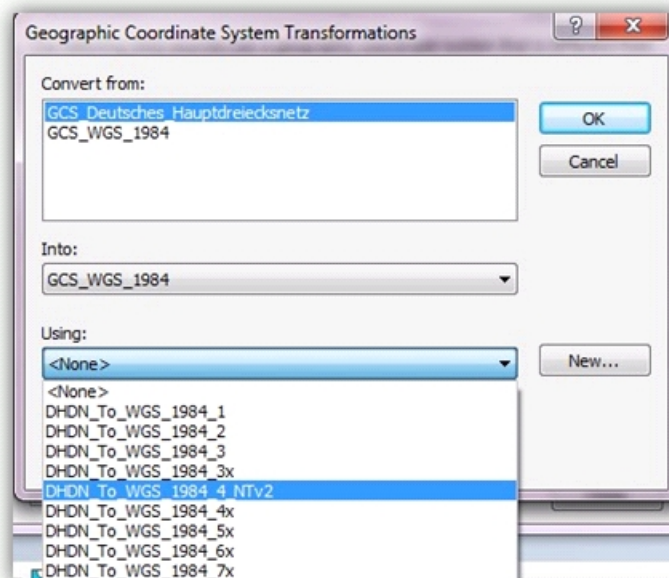 Geographic Coordinate System Transformations
Convert from:
GCS_Deutsches_Hauptdreiecksnetz
GCS_WGS_1984
OK
Cancel
Into:
GCS_WGS_1984
Using:
<None>
New...
<None>
DHDN_To_WGS_1984_1
DHDN_To_WGS_1984_2
DHDN_To_WGS_1984_3
DHDN_To_WGS_1984_3x
DHDN_To_WGS_1984_4_NTv2
DHDN_To_WGS_1984_4x
DHDN_To_WGS_1984_5x
DHDN_To_WGS_1984_6x
DHDN_To_WGS_1984_7x